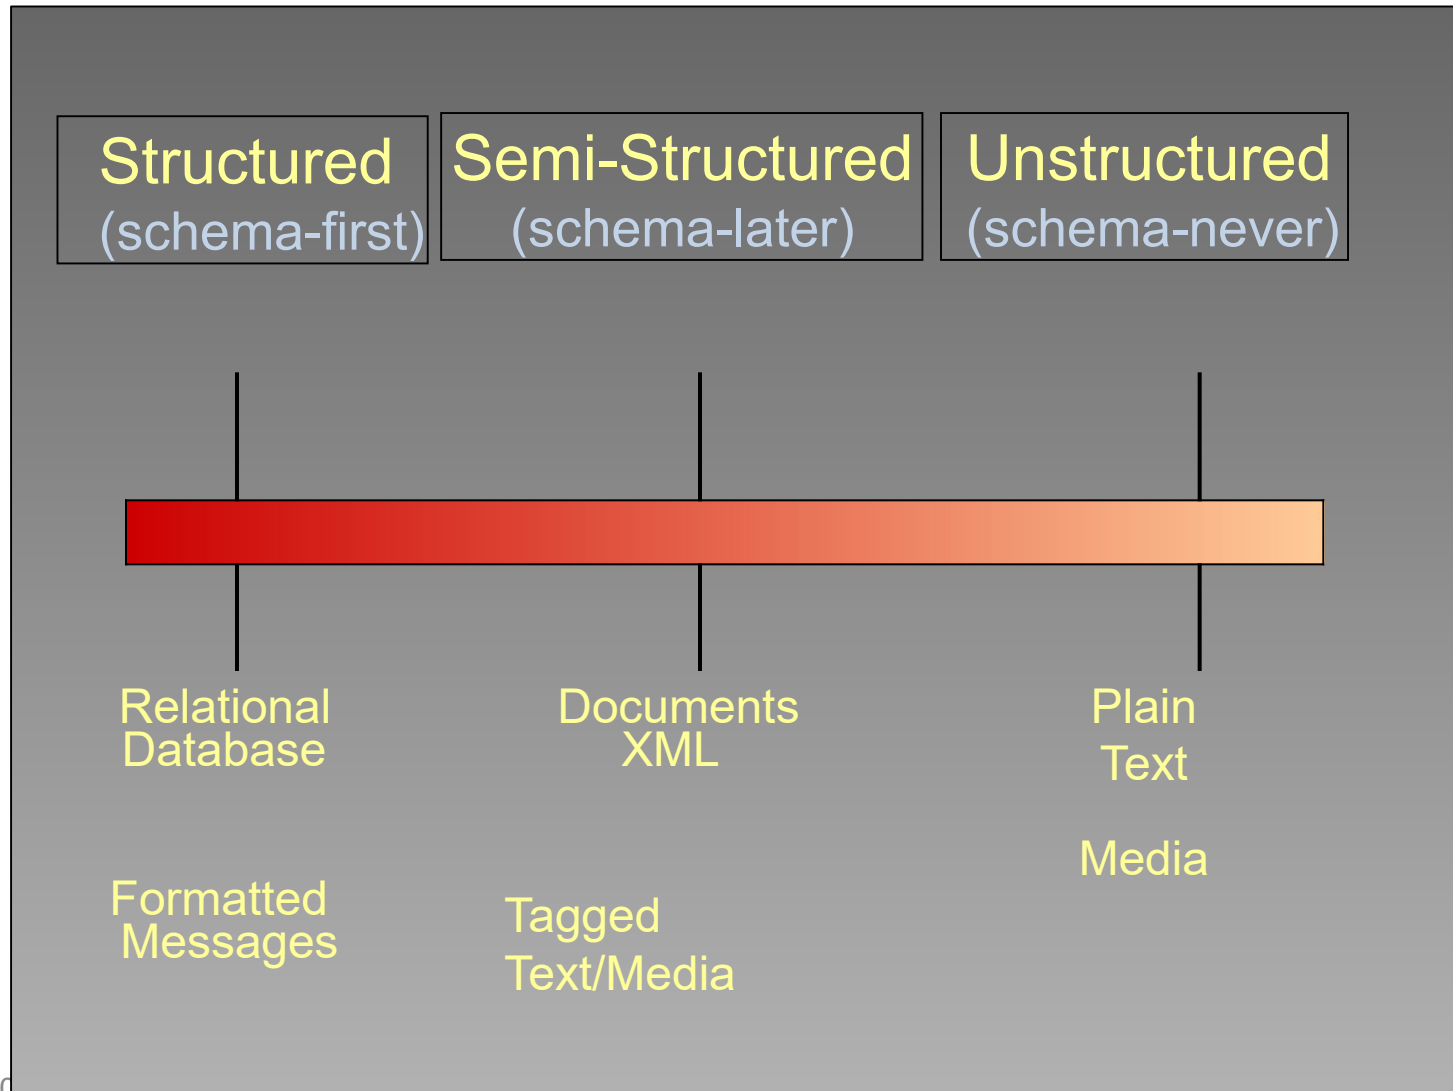 Structured
(schema-first)
Semi-Structured
(schema-later)
Unstructured
(schema-never)
Relational
Database
Documents
XML
Plain
Text
Media
Formatted
Messages
Tagged
Text/Media